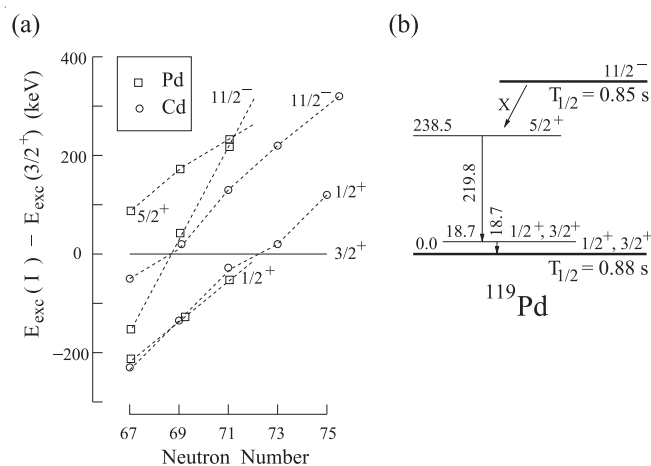 (a)
400
200
0
−200
E_exc(I) − E_exc(3/2⁺) (keV)
Pd
Cd
11/2⁻
11/2⁻
1/2⁺
5/2⁺
3/2⁺
1/2⁺
67 69 71 73 75
Neutron Number
(b)
11/2⁻
X
T₁/₂ = 0.85 s
238.5 5/2⁺
219.8
18.7
18.7 1/2⁺, 3/2⁺
0.0 1/2⁺, 3/2⁺
T₁/₂ = 0.88 s
¹¹⁹Pd